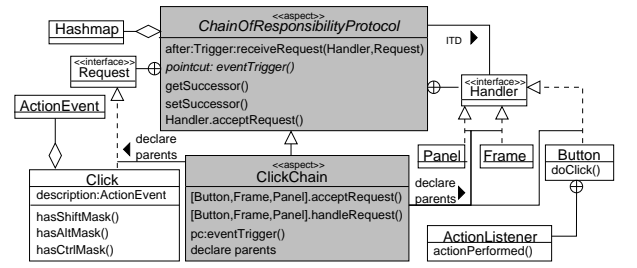 <<aspect>>
ChainOfResponsibilityProtocol
Hashmap
after:Trigger:receiveRequest(Handler,Request)
pointcut: eventTrigger()
getSuccessor()
setSuccessor()
Handler.acceptRequest()
ITD
<<interface>>
Request
<<interface>>
Handler
ActionEvent
declare
parents
Panel
Frame
Button
doClick()
Click
description:ActionEvent
hasShiftMask()
hasAltMask()
hasCtrlMask()
<<aspect>>
ClickChain
[Button,Frame,Panel].acceptRequest()
[Button,Frame,Panel].handleRequest()
pc:eventTrigger()
declare parents
declare
parents
ActionListener
actionPerformed()